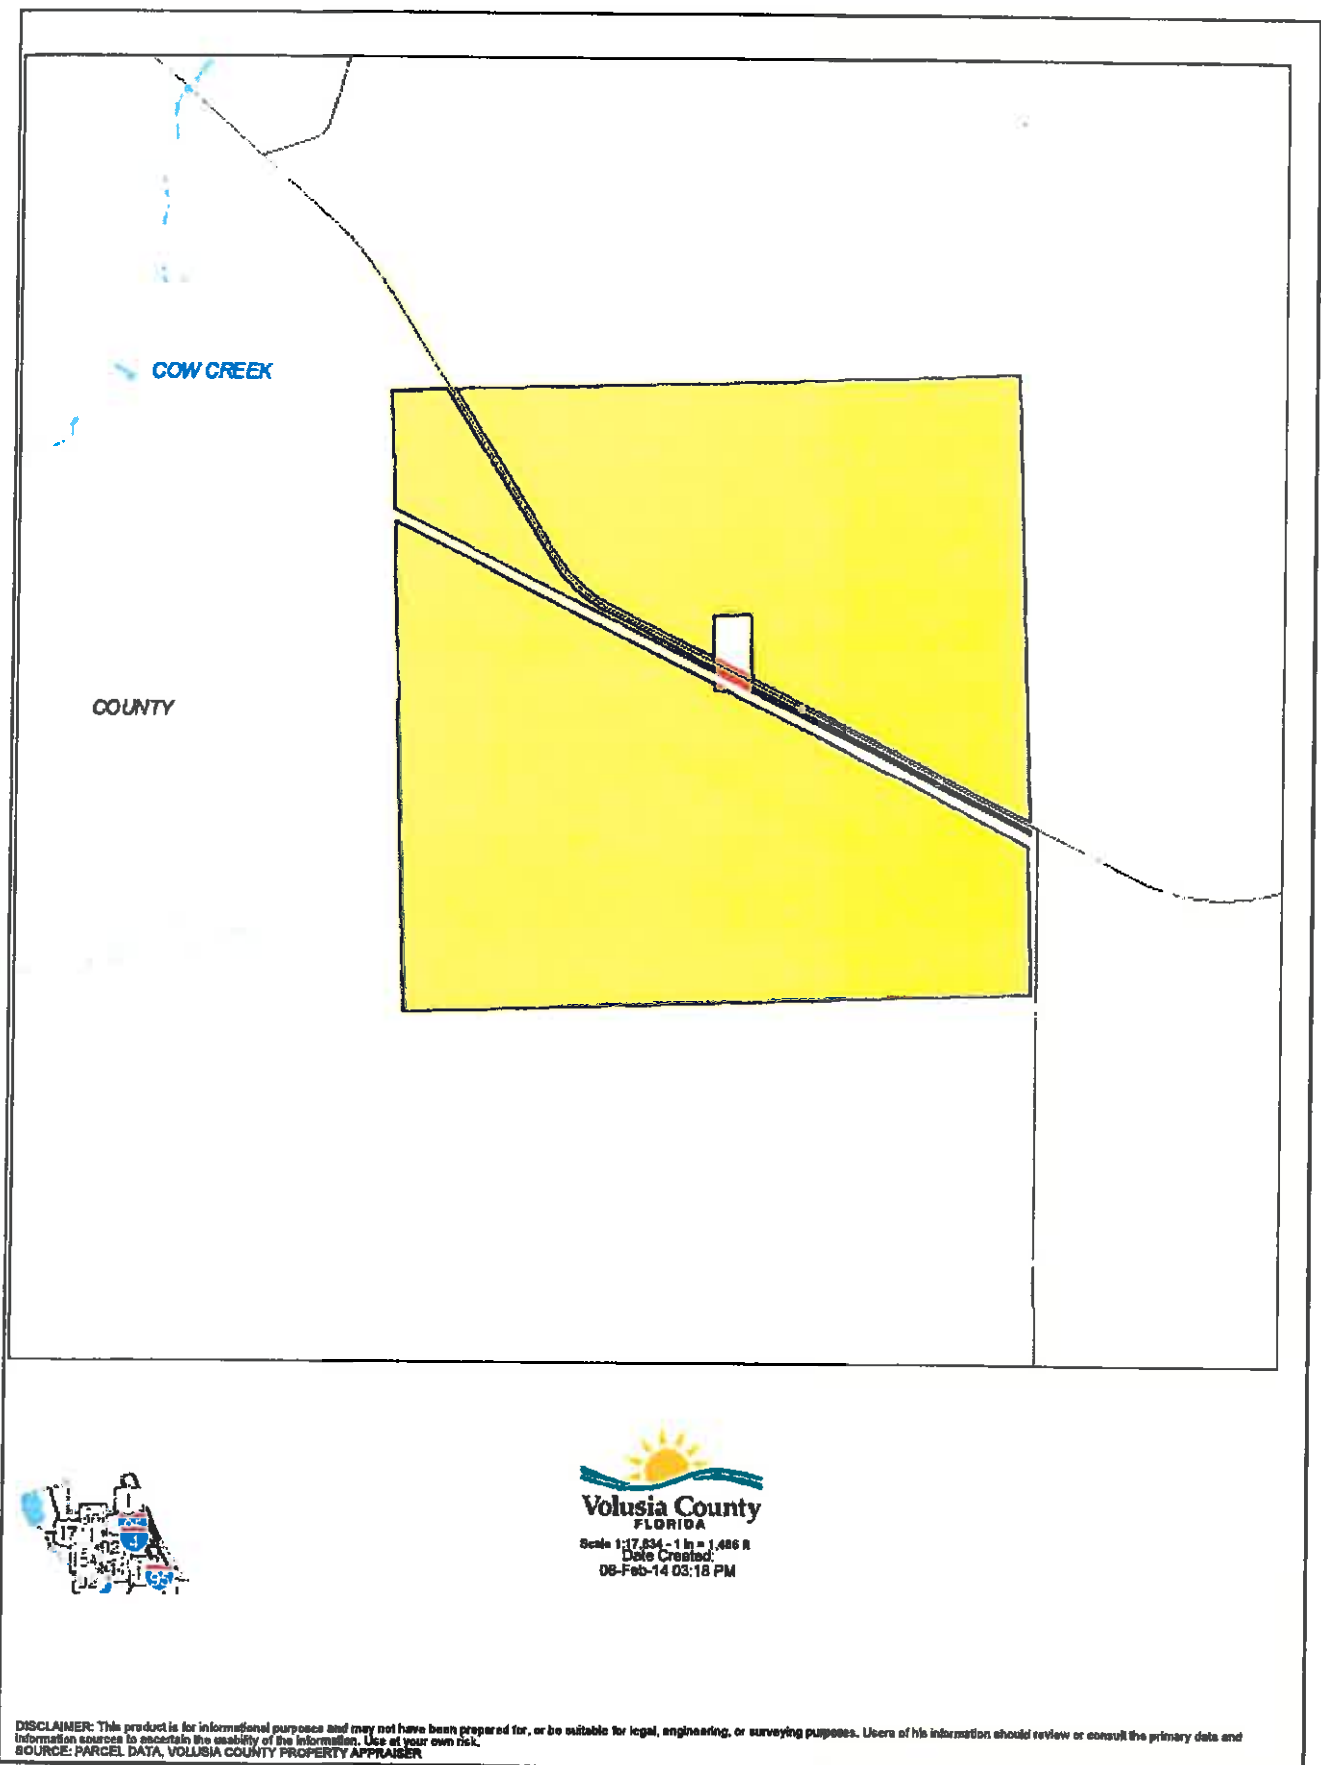 COW CREEK
COUNTY
Volusia County
FLORIDA
Scale 1:17,834 - 1 in = 1,486 ft
Date Created:
06-Feb-14 03:18 PM
17
4
95
DISCLAIMER: This product is for informational purposes and may not have been prepared for, or be suitable for legal, engineering, or surveying purposes. Users of his information should review or consult the primary data and
information sources to ascertain the usability of the information. Use at your own risk.
SOURCE: PARCEL DATA, VOLUSIA COUNTY PROPERTY APPRAISER